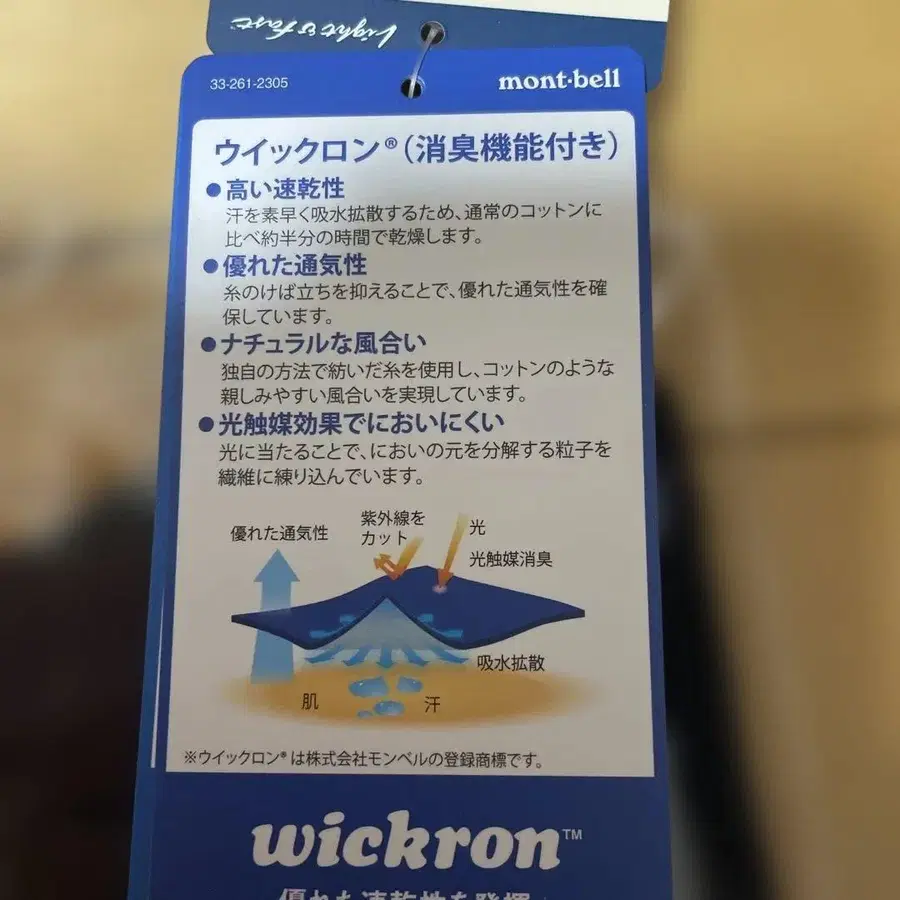 Light & Fast
33-261-2305
mont-bell
ウイックロン®(消臭機能付き)
●高い速乾性
汗を素早く吸水拡散するため、通常のコットンに
比べ約半分の時間で乾燥します。
●優れた通気性
糸のけば立ちを抑えることで、優れた通気性を確
保しています。
●ナチュラルな風合い
独自の方法で紡いだ糸を使用し、コットンのような
親しみやすい風合いを実現しています。
●光触媒効果でにおいにくい
光に当たることで、においの元を分解する粒子を
繊維に練り込んでいます。
優れた通気性
紫外線を
カット
光
光触媒消臭
吸水拡散
肌
汗
※ウイックロン®は株式会社モンベルの登録商標です。
wickron™
優れた速乾性を発揮